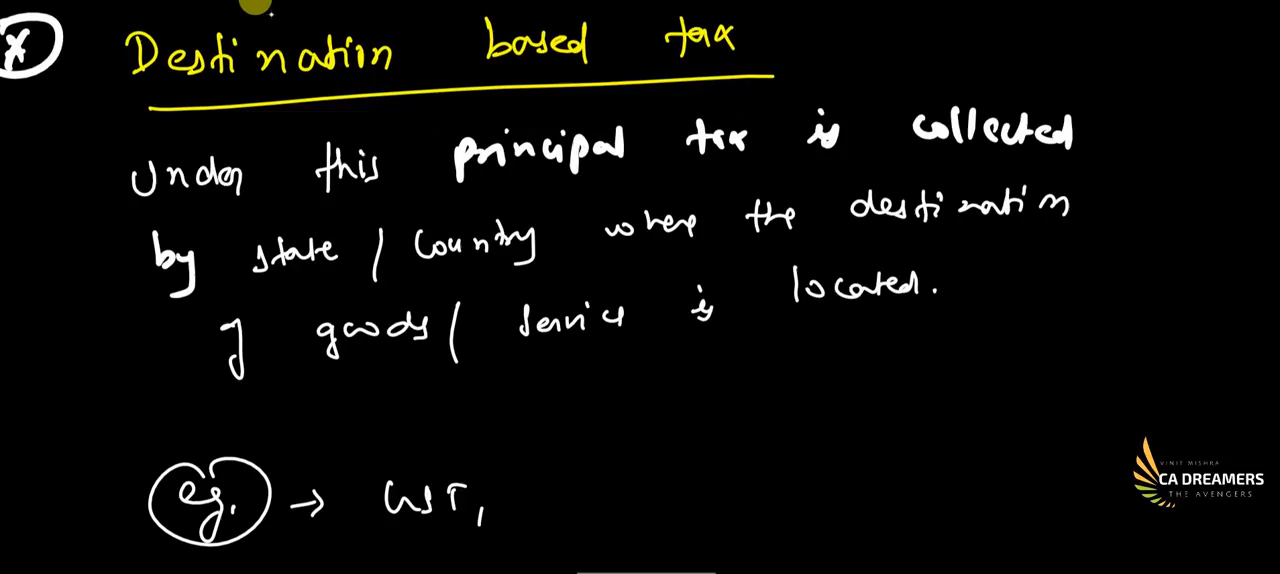 * Destination based tax
Under this principal tax is collected
by state / Country where the destination
of goods / service is located.
eg. → GST,
VINIT MISHRA
CA DREAMERS
THE AVENGERS